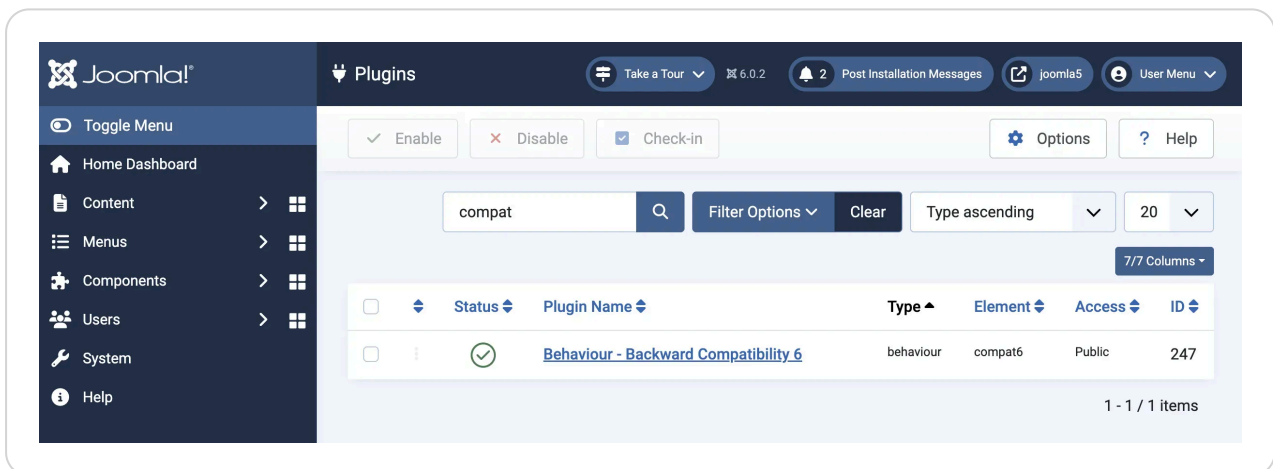 Joomla!®
Plugins
Take a Tour
6.0.2
2 Post Installation Messages
joomla5
User Menu
Toggle Menu
Home Dashboard
Content
Menus
Components
Users
System
Help
Enable
Disable
Check-in
Options
? Help
compat
Filter Options
Clear
Type ascending
20
7/7 Columns
Status Plugin Name Type Element Access ID
Behaviour - Backward Compatibility 6 behaviour compat6 Public 247
1 - 1 / 1 items